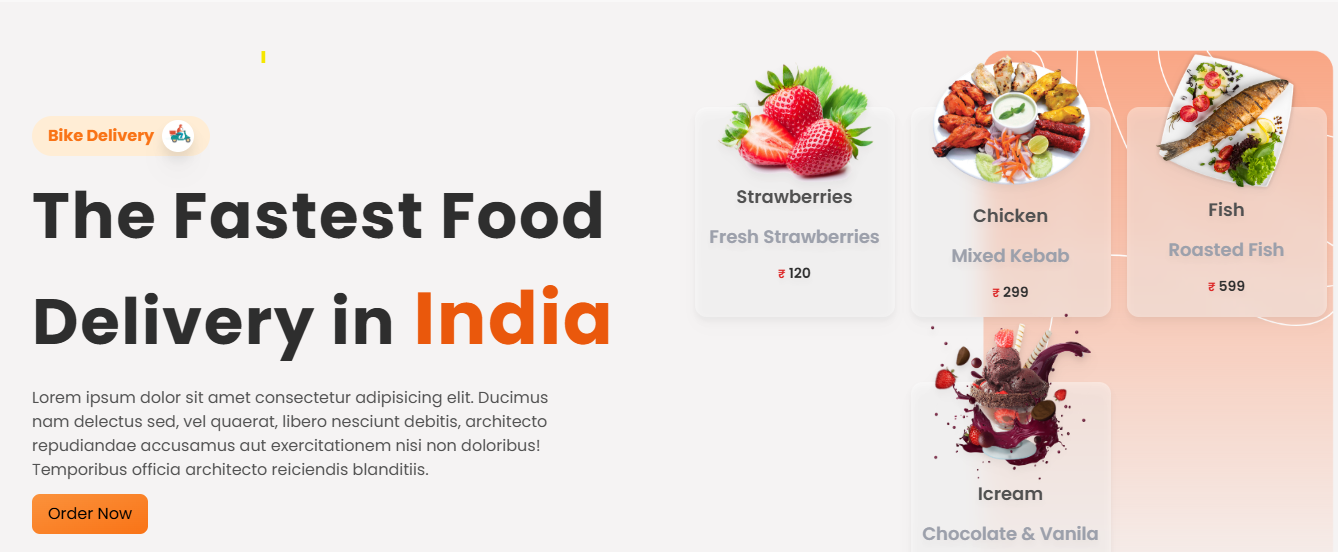 Bike Delivery
The Fastest Food
Delivery in India
Lorem ipsum dolor sit amet consectetur adipisicing elit. Ducimus
nam delectus sed, vel quaerat, libero nesciunt debitis, architecto
repudiandae accusamus aut exercitationem nisi non doloribus!
Temporibus officia architecto reiciendis blanditiis.
Order Now
Strawberries
Fresh Strawberries
₹ 120
Chicken
Mixed Kebab
₹ 299
Fish
Roasted Fish
₹ 599
Icream
Chocolate & Vanila